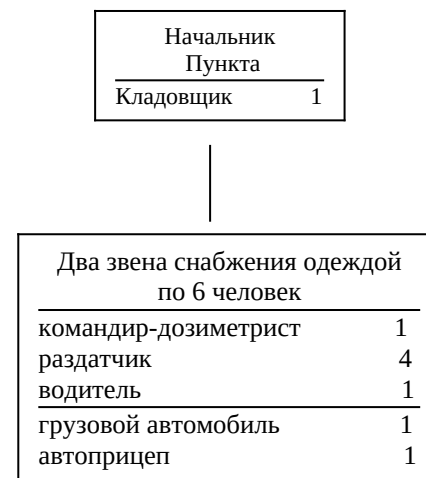 Начальник
Пункта
Кладовщик 1
Два звена снабжения одеждой
по 6 человек
командир-дозиметрист 1
раздатчик 4
водитель 1
грузовой автомобиль 1
автоприцеп 1